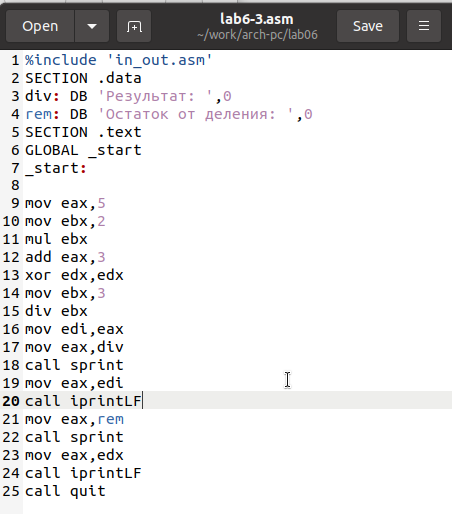 Open
lab6-3.asm
~/work/arch-pc/lab06
Save
1 %include 'in_out.asm'
2 SECTION .data
3 div: DB 'Результат: ',0
4 rem: DB 'Остаток от деления: ',0
5 SECTION .text
6 GLOBAL _start
7 _start:
8
9 mov eax,5
10 mov ebx,2
11 mul ebx
12 add eax,3
13 xor edx,edx
14 mov ebx,3
15 div ebx
16 mov edi,eax
17 mov eax,div
18 call sprint
19 mov eax,edi
20 call iprintLF
21 mov eax,rem
22 call sprint
23 mov eax,edx
24 call iprintLF
25 call quit